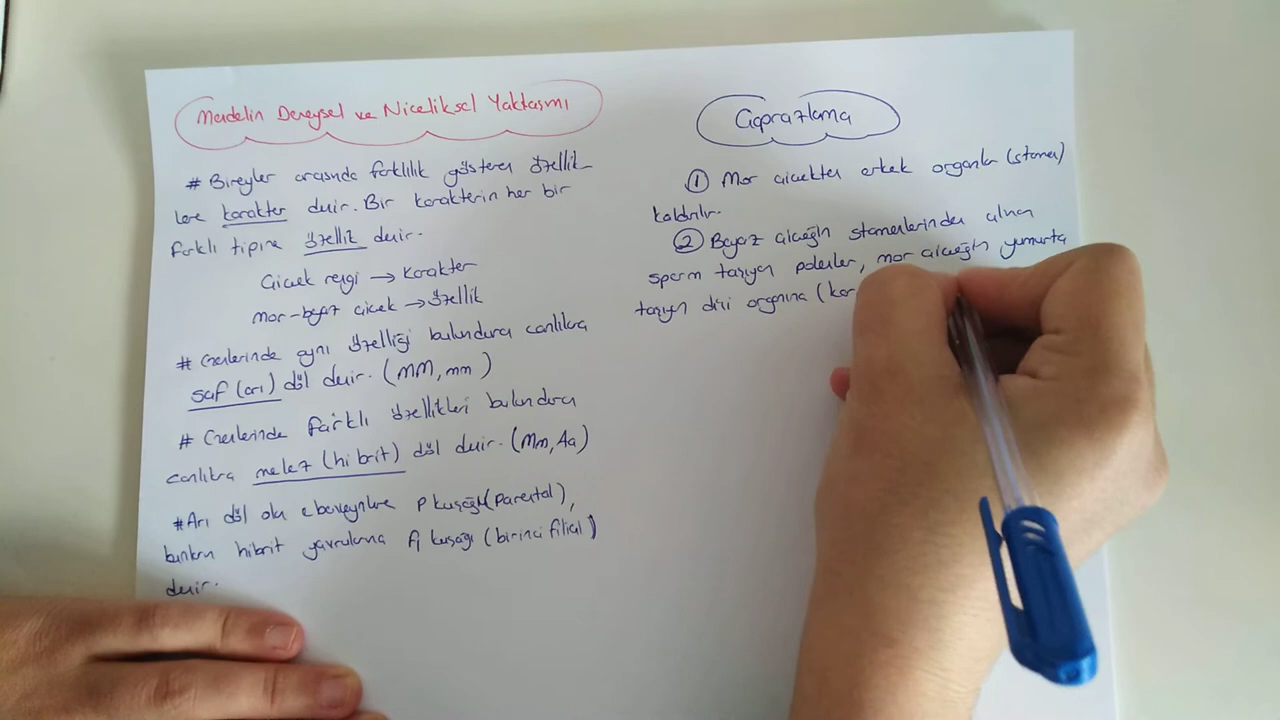 Mendelin Deneysel ve Niceliksel Yaklaşımı
# Bireyler arasında farklılık gösteren özellik-
lere karakter denir. Bir karakterin her bir
farklı tipine özellik denir.
Çiçek rengi → Karakter
mor-beyaz çiçek → özellik
# Genlerinde aynı özelliği bulunduran canlılara
saf (arı) döl denir. (MM, mm)
# Genlerinde farklı özellikleri bulunduran
canlılara melez (hibrit) döl denir. (Mm, Aa)
#Arı döl olan ebeveynlere P kuşağı (parental),
bunların hibrit yavrularına F₁ kuşağı (birinci filial)
denir.
Çaprazlama
① Mor çiçekten erkek organlar (stamen)
kaldırılır.
② Beyaz çiçeğin stamenlerinden alınan
sperm taşıyan polenler, mor çiçeğin yumurta
taşıyan dişi organına (kar